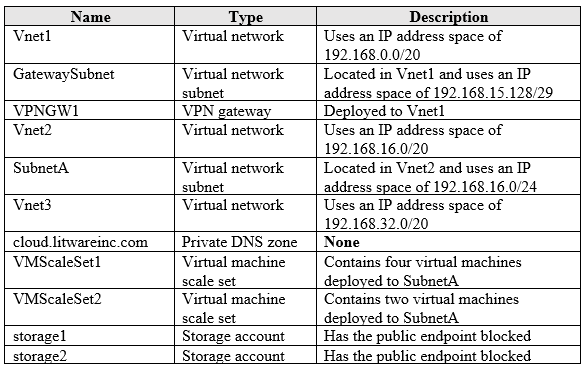 Name Type Description
Vnet1 Virtual network Uses an IP address space of
192.168.0.0/20
GatewaySubnet Virtual network Located in Vnet1 and uses an IP
subnet address space of 192.168.15.128/29
VPNGW1 VPN gateway Deployed to Vnet1
Vnet2 Virtual network Uses an IP address space of
192.168.16.0/20
SubnetA Virtual network Located in Vnet2 and uses an IP
subnet address space of 192.168.16.0/24
Vnet3 Virtual network Uses an IP address space of
192.168.32.0/20
cloud.litwareinc.com Private DNS zone None
VMScaleSet1 Virtual machine Contains four virtual machines
scale set deployed to SubnetA
VMScaleSet2 Virtual machine Contains two virtual machines
scale set deployed to SubnetA
storage1 Storage account Has the public endpoint blocked
storage2 Storage account Has the public endpoint blocked